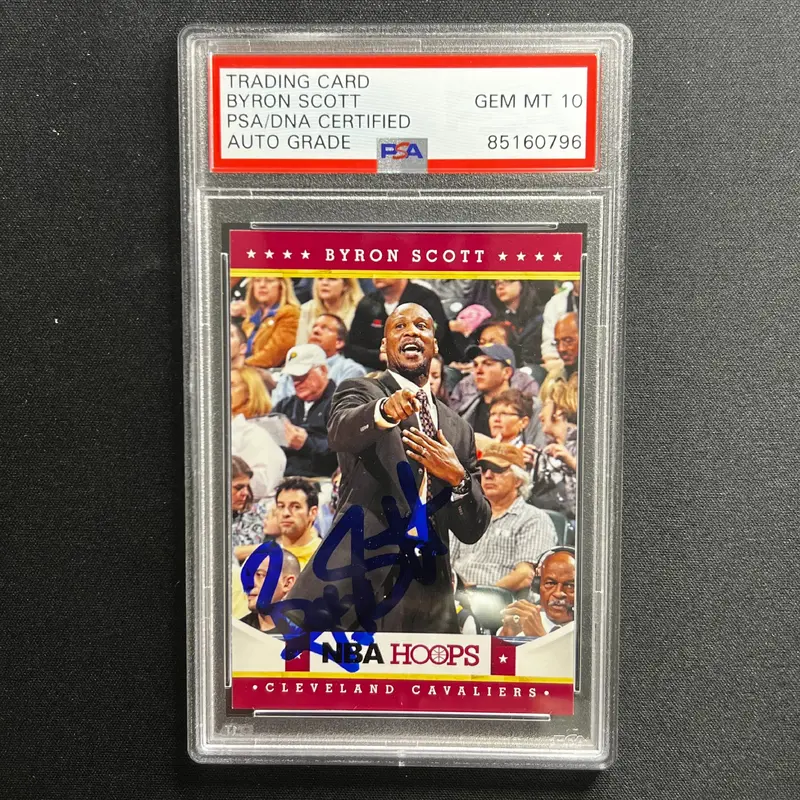 TRADING CARD
BYRON SCOTT GEM MT 10
PSA/DNA CERTIFIED
AUTO GRADE PSA 85160796
★ ★ ★ ★ BYRON SCOTT ★ ★ ★ ★
NBA HOOPS
• CLEVELAND CAVALIERS •